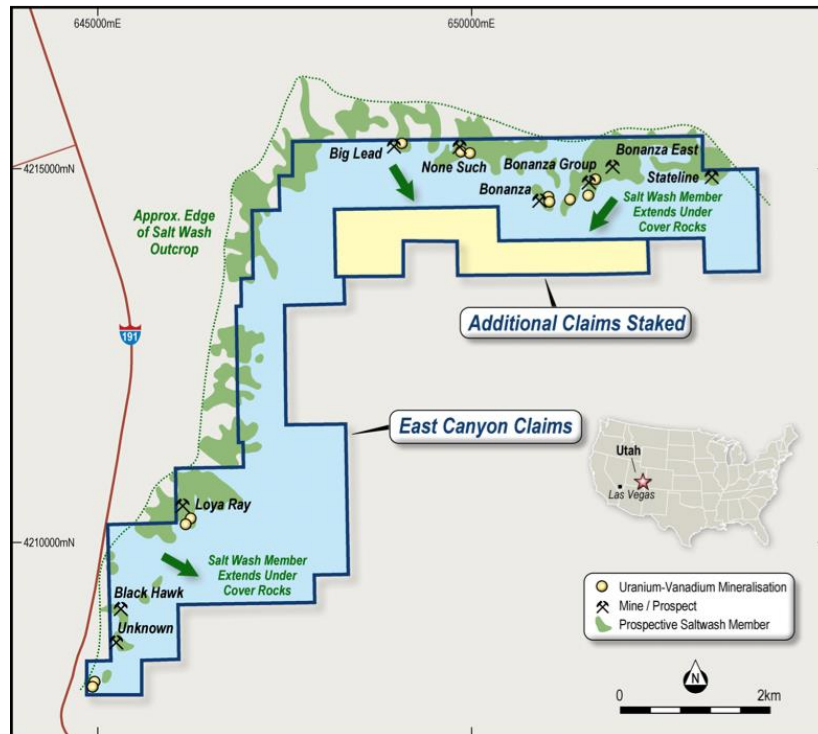 645000mE
650000mE
Big Lead
None Such
Bonanza Group
Bonanza East
4215000mN
Stateline
Bonanza
Salt Wash Member
Extends Under
Cover Rocks
Approx. Edge
of Salt Wash
Outcrop
Additional Claims Staked
191
East Canyon Claims
Utah
Las Vegas
Loya Ray
4210000mN
Salt Wash Member
Extends Under
Cover Rocks
Black Hawk
Unknown
Uranium-Vanadium Mineralisation
Mine / Prospect
Prospective Saltwash Member
N
0
2km